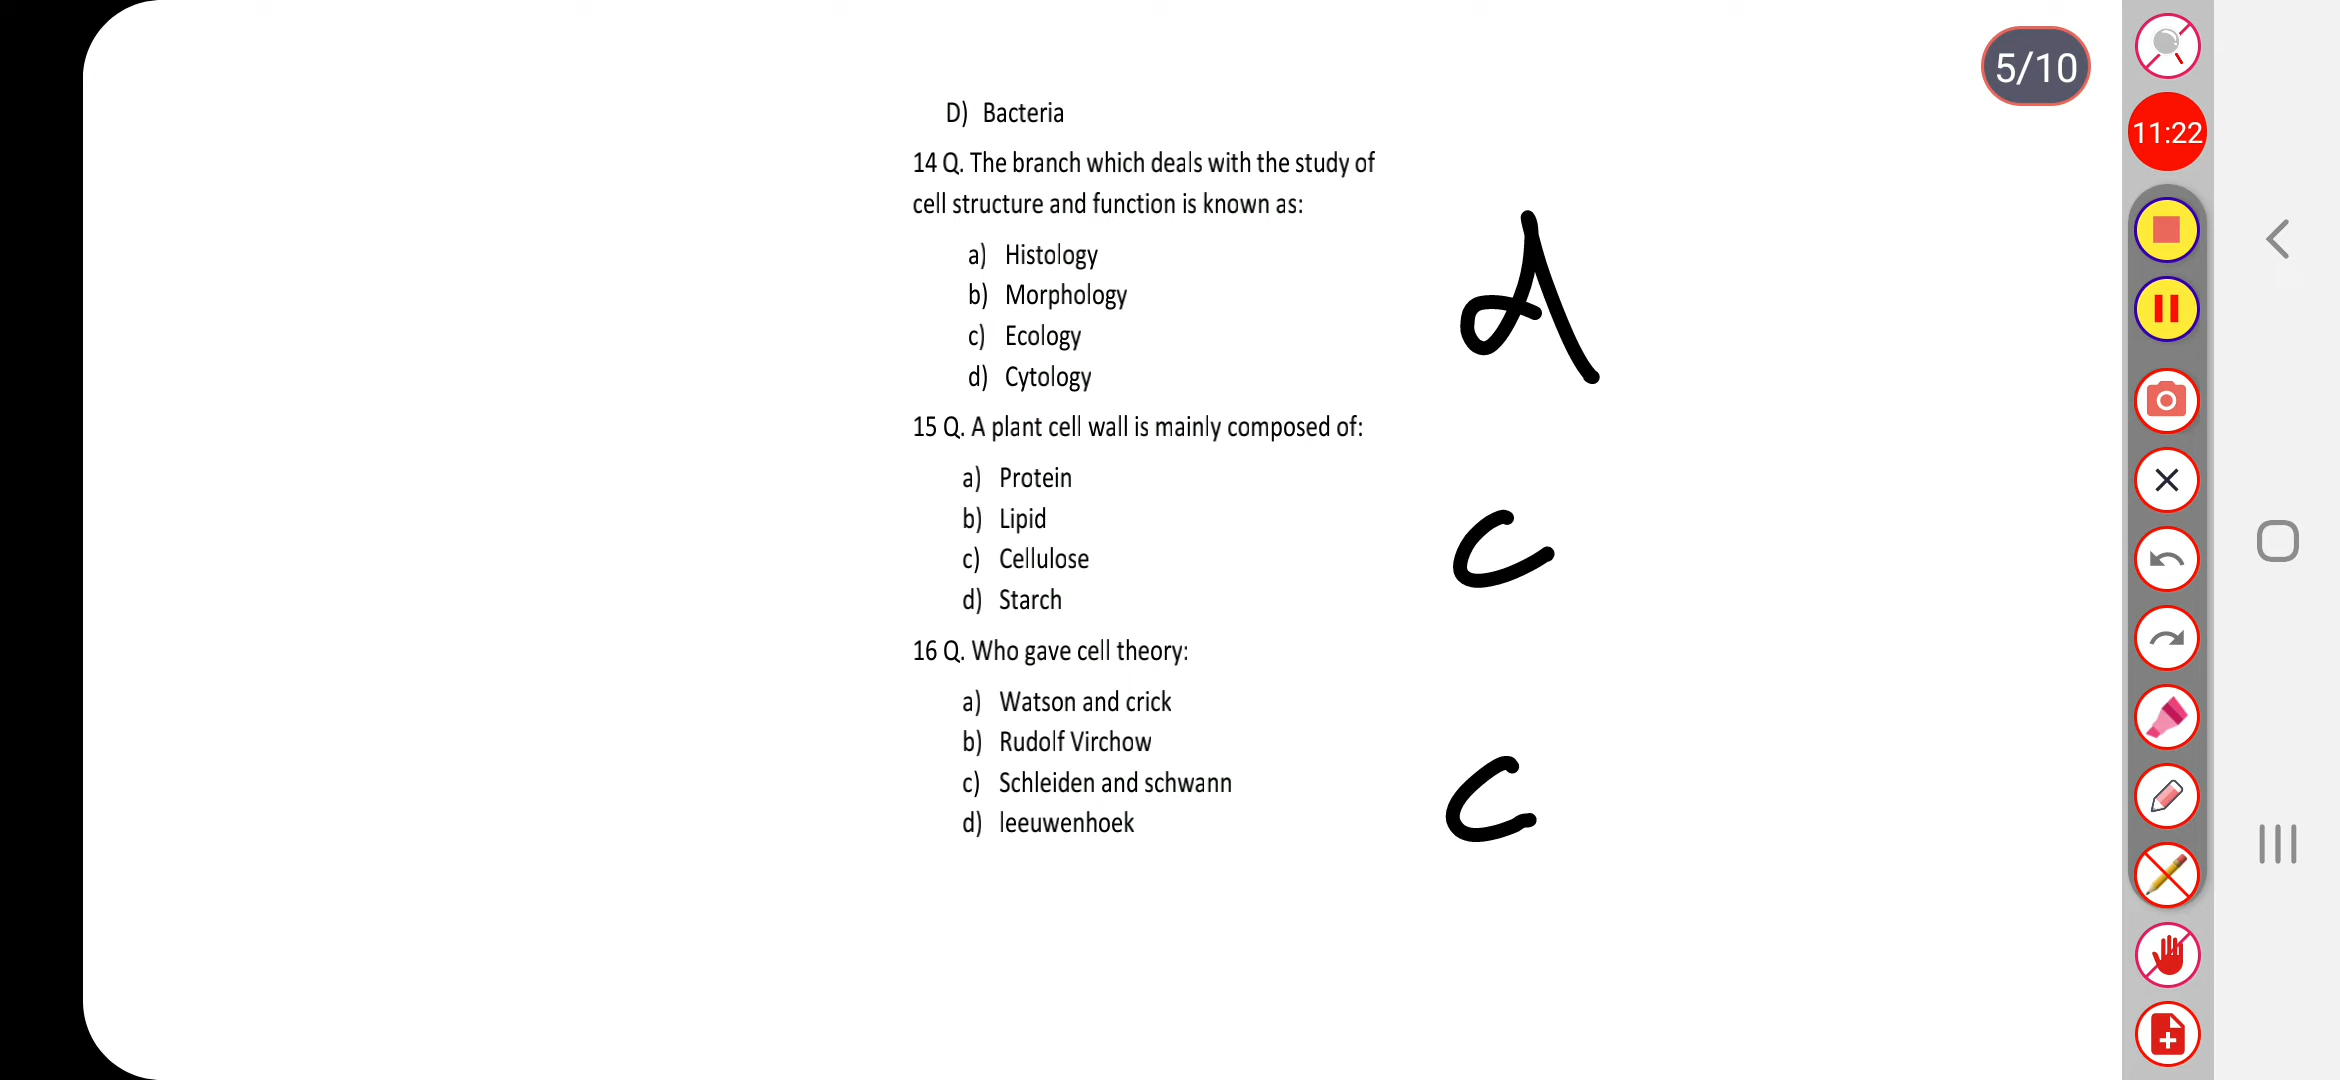 5/10
11:22
D) Bacteria
14 Q. The branch which deals with the study of
cell structure and function is known as:
a) Histology
b) Morphology
c) Ecology
d) Cytology
d
15 Q. A plant cell wall is mainly composed of:
a) Protein
b) Lipid
c) Cellulose
d) Starch
C
16 Q. Who gave cell theory:
a) Watson and crick
b) Rudolf Virchow
c) Schleiden and schwann
d) leeuwenhoek
C